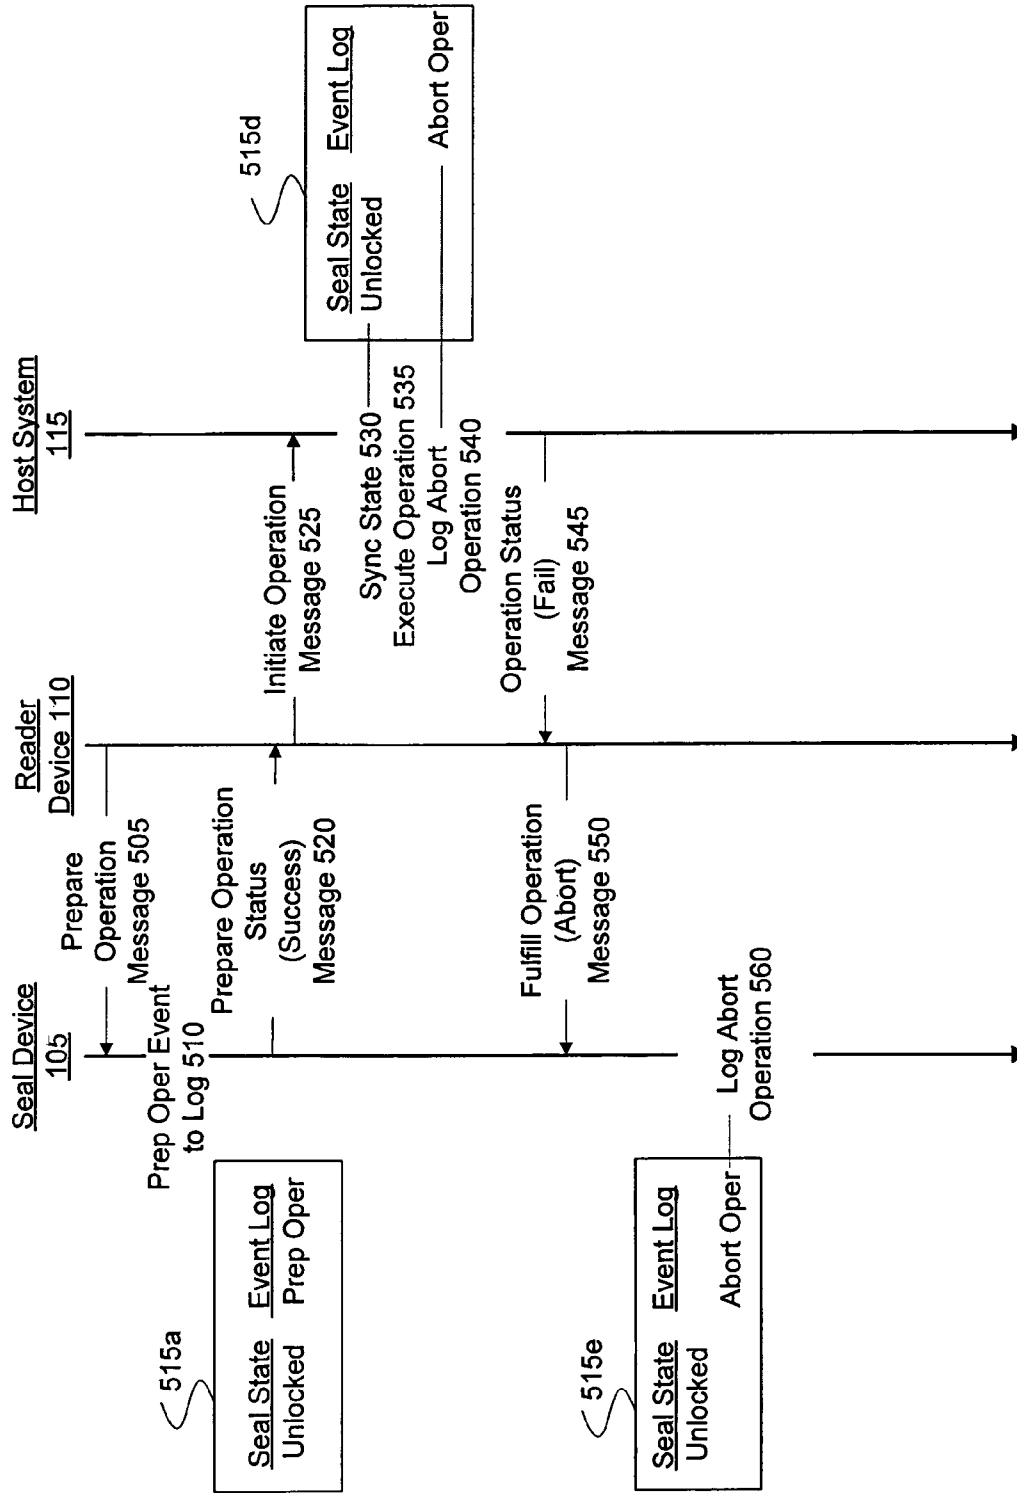 Seal Device
105
Reader
Device 110
Host System
115
Prepare
Operation
Message 505
Prep Oper Event
to Log 510
515a
Seal State Event Log
Unlocked Prep Oper
Prepare Operation
Status
(Success)
Message 520
Initiate Operation
Message 525
515d
Seal State Event Log
Unlocked
Abort Oper
Sync State 530
Execute Operation 535
Log Abort
Operation 540
Operation Status
(Fail)
Message 545
Fulfill Operation
(Abort)
Message 550
515e
Seal State Event Log
Unlocked
Abort Oper
Log Abort
Operation 560